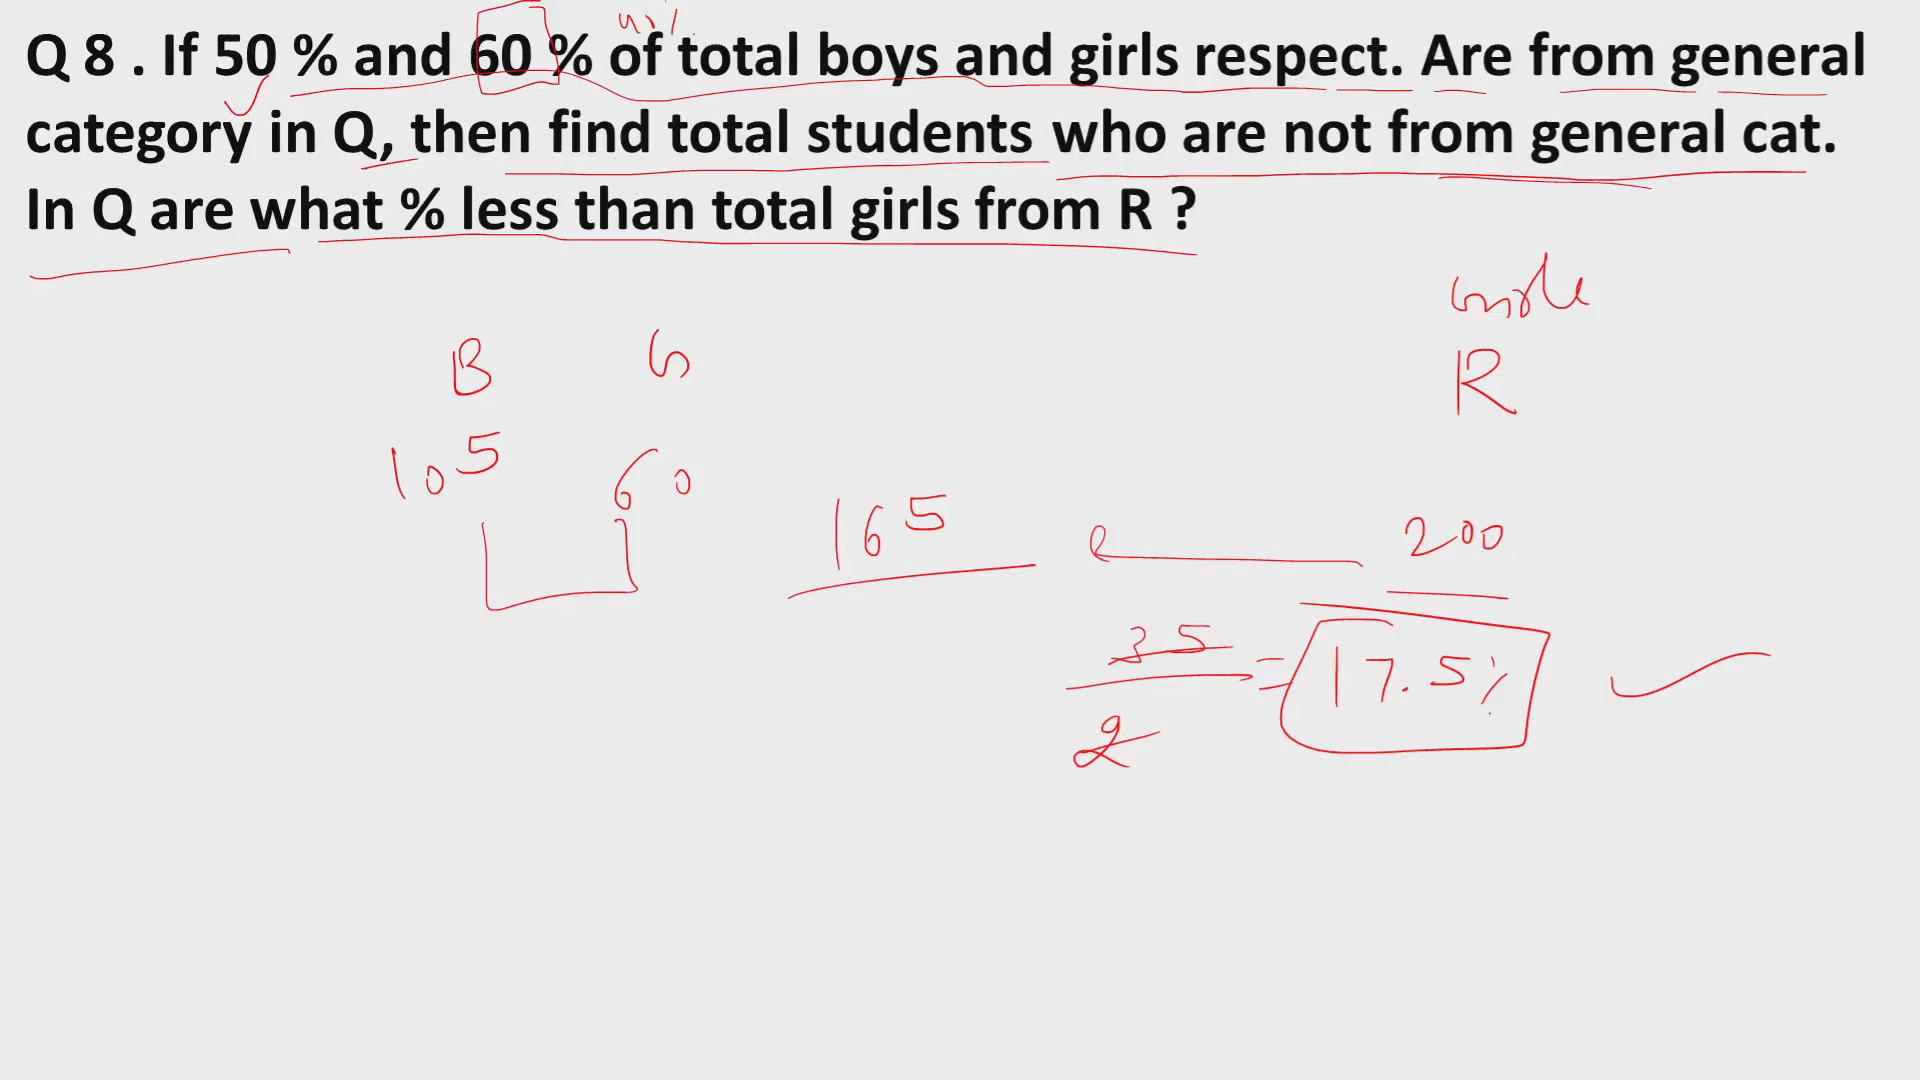 40%
Q 8 . If 50 % and 60 % of total boys and girls respect. Are from general
category in Q, then find total students who are not from general cat.
In Q are what % less than total girls from R ?
B G
R
105 60
165 200
35
2
= 17.5%